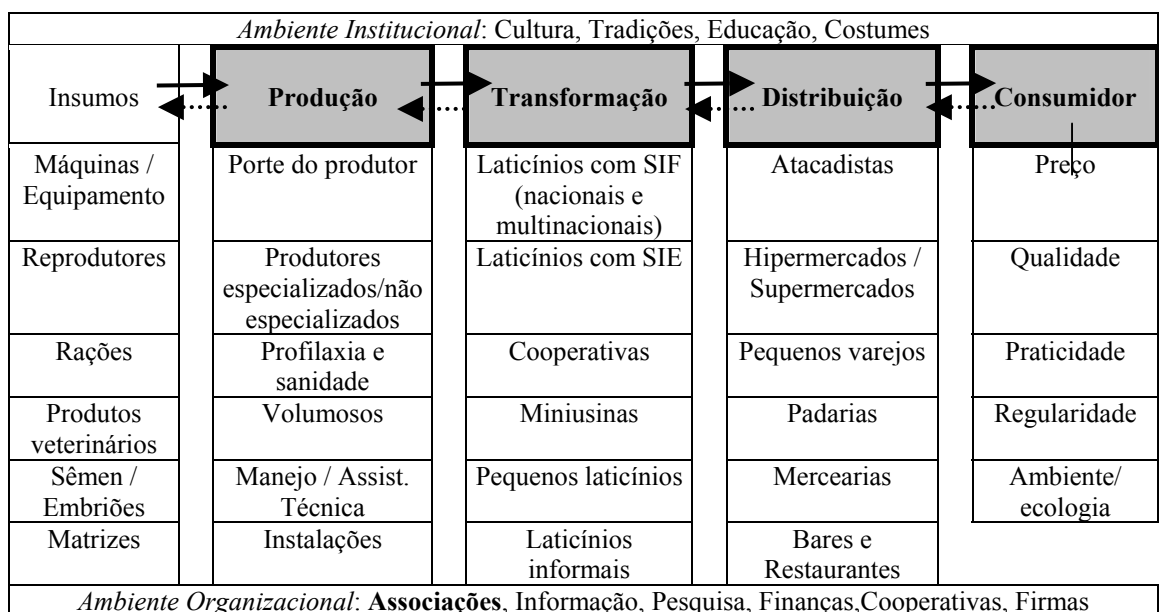 Ambiente Institucional: Cultura, Tradições, Educação, Costumes
Insumos Produção Transformação Distribuição Consumidor
Máquinas / Porte do produtor Laticínios com SIF Atacadistas Preço
Equipamento (nacionais e
multinacionais)
Reprodutores Produtores Laticínios com SIE Hipermercados / Qualidade
especializados/não Supermercados
especializados
Rações Profilaxia e Cooperativas Pequenos varejos Praticidade
sanidade
Produtos Volumosos Miniusinas Padarias Regularidade
veterinários
Sêmen / Manejo / Assist. Pequenos laticínios Mercearias Ambiente/
Embriões Técnica ecologia
Matrizes Instalações Laticínios Bares e
informais Restaurantes
Ambiente Organizacional: Associações, Informação, Pesquisa, Finanças,Cooperativas, Firmas